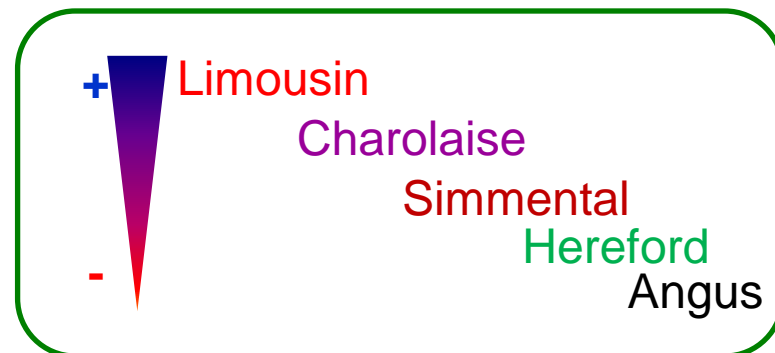 + Limousin
Charolaise
Simmental
Hereford
-
Angus